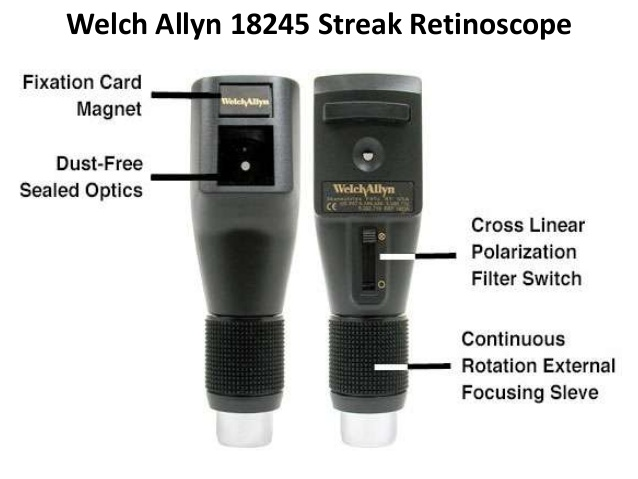 Welch Allyn 18245 Streak Retinoscope
Fixation Card
Magnet
WelchAllyn
Dust-Free
Sealed Optics
WelchAllyn
CE
Cross Linear
Polarization
Filter Switch
Continuous
Rotation External
Focusing Sleve